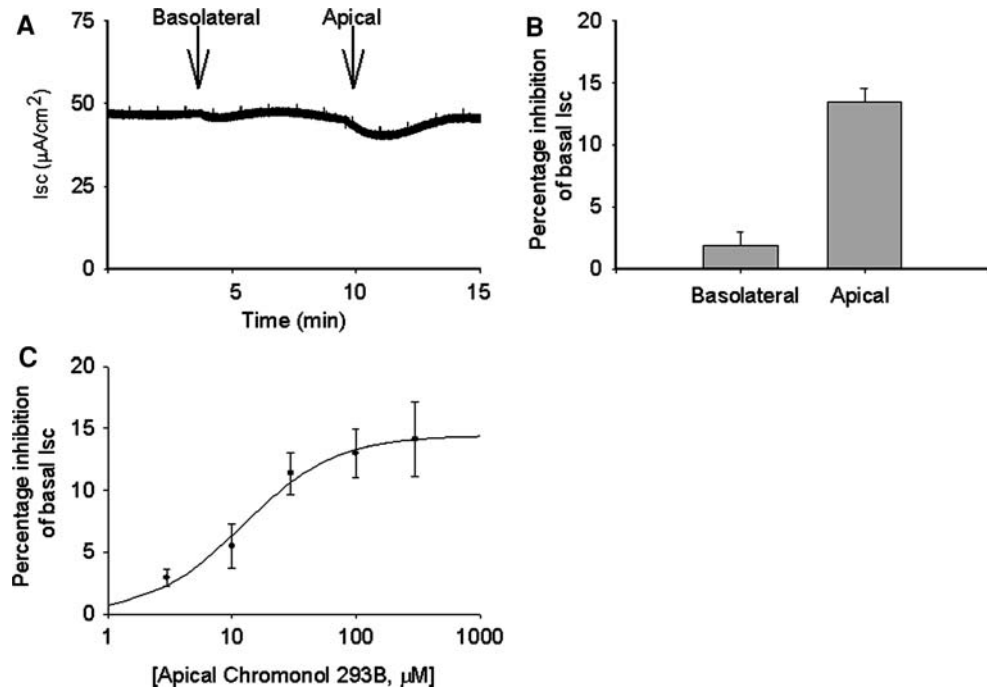 A
Basolateral
Apical
75
50
25
0
Isc (µA/cm²)
5
10
15
Time (min)
B
20
15
10
5
0
Percentage inhibition
of basal Isc
Basolateral
Apical
C
20
15
10
5
0
Percentage inhibition
of basal Isc
1
10
100
1000
[Apical Chromonol 293B, µM]